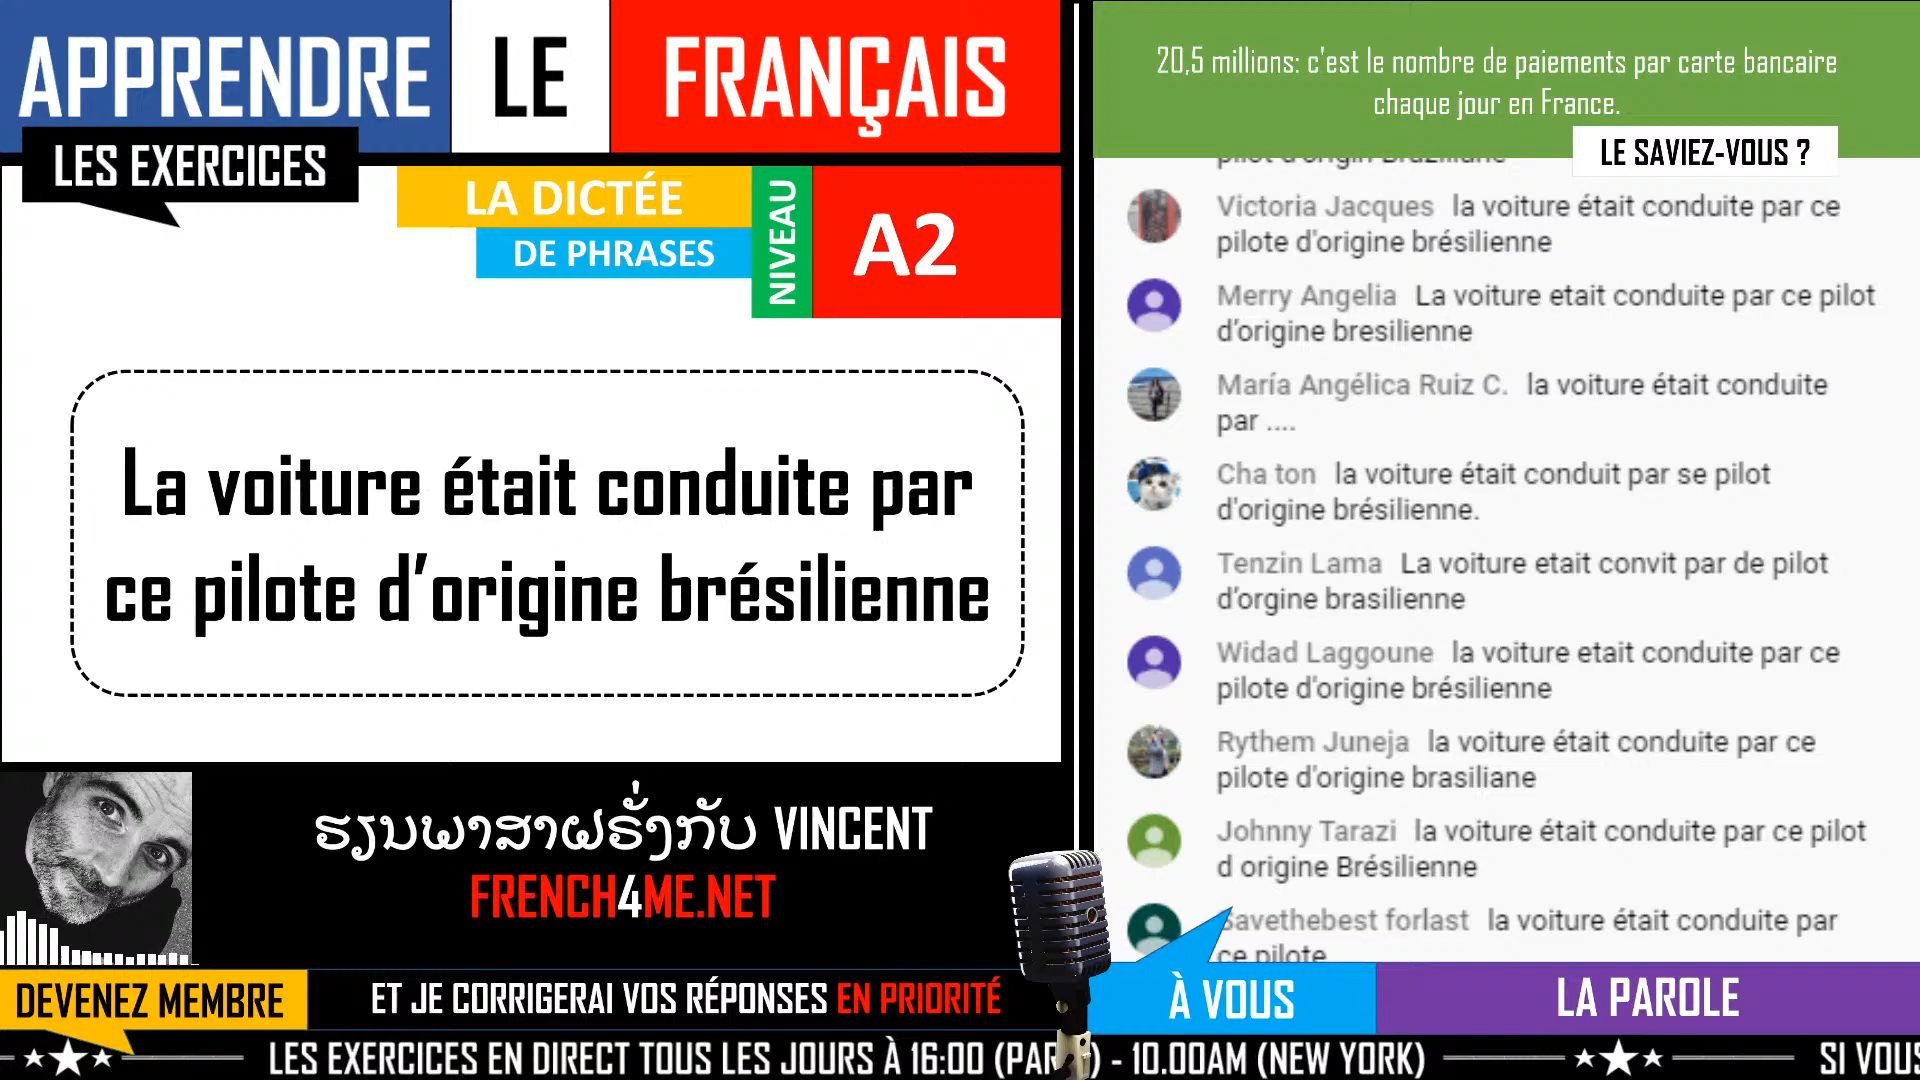 APPRENDRE LE FRANÇAIS
LES EXERCICES
LA DICTÉE
DE PHRASES
NIVEAU
A2
La voiture était conduite par
ce pilote d’origine brésilienne
ຮຽນພາສາຝຣັ່ງກັບ VINCENT
FRENCH4ME.NET
DEVENEZ MEMBRE
ET JE CORRIGERAI VOS RÉPONSES EN PRIORITÉ
20,5 millions: c'est le nombre de paiements par carte bancaire
chaque jour en France.
LE SAVIEZ-VOUS ?
pilot d'origin Braziliane
Victoria Jacques la voiture était conduite par ce
pilote d'origine brésilienne
Merry Angelia La voiture etait conduite par ce pilot
d’origine bresilienne
María Angélica Ruiz C. la voiture était conduite
par ....
Cha ton la voiture était conduit par se pilot
d'origine brésilienne.
Tenzin Lama La voiture etait convit par de pilot
d’orgine brasilienne
Widad Laggoune la voiture etait conduite par ce
pilote d'origine brésilienne
Rythem Juneja la voiture était conduite par ce
pilote d'origine brasiliane
Johnny Tarazi la voiture était conduite par ce pilot
d origine Brésilienne
Savethebest forlast la voiture était conduite par
ce pilote
À VOUS
LA PAROLE
LES EXERCICES EN DIRECT TOUS LES JOURS À 16:00 (PAR ) - 10.00AM (NEW YORK)
SI VOUS